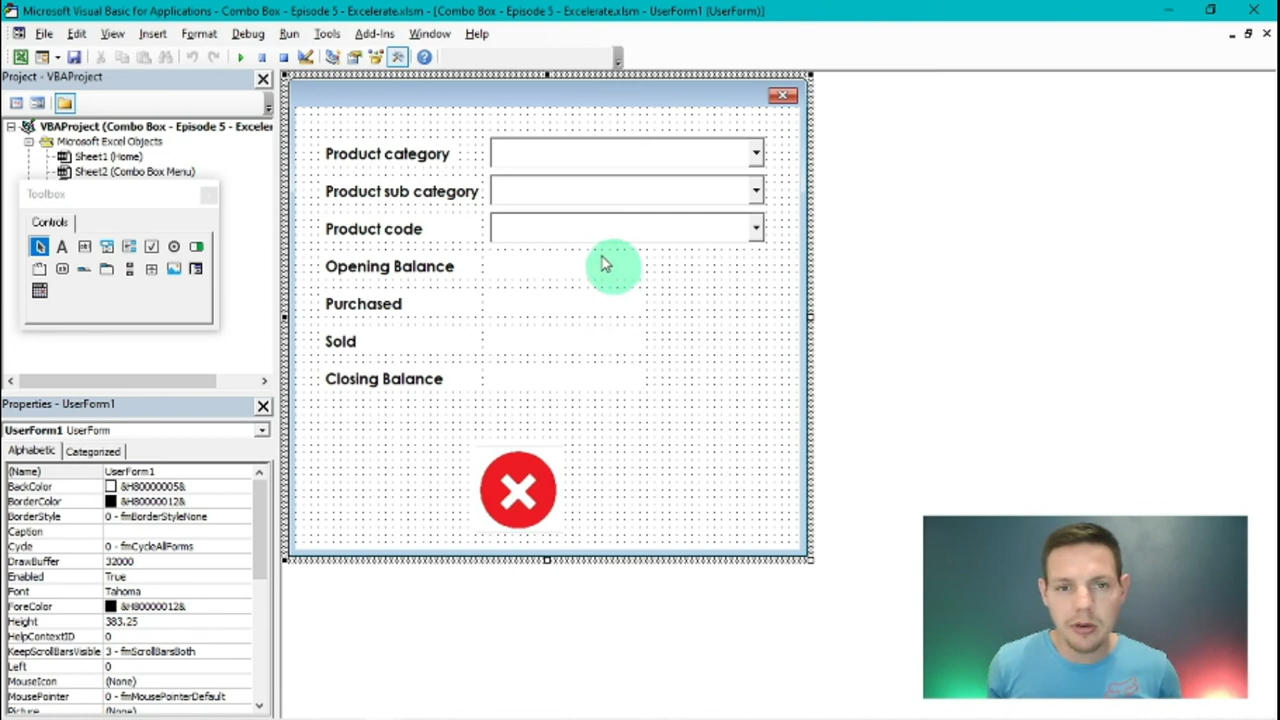 Microsoft Visual Basic for Applications - Combo Box - Episode 5 - Excelerate.xlsm - [Combo Box - Episode 5 - Excelerate.xlsm - UserForm1 (UserForm)]
File Edit View Insert Format Debug Run Tools Add-Ins Window Help
Project - VBAProject
VBAProject (Combo Box - Episode 5 - Exceler
Microsoft Excel Objects
Sheet1 (Home)
Sheet2 (Combo Box Menu)
Toolbox
Controls
Product category
Product sub category
Product code
Opening Balance
Purchased
Sold
Closing Balance
Properties - UserForm1
UserForm1 UserForm
Alphabetic Categorized
(Name) UserForm1
BackColor &H80000005&
BorderColor &H80000012&
BorderStyle 0 - fmBorderStyleNone
Caption
Cycle 0 - fmCycleAllForms
DrawBuffer 32000
Enabled True
Font Tahoma
ForeColor &H80000012&
Height 383.25
HelpContextID 0
KeepScrollBarsVisible 3 - fmScrollBarsBoth
Left 0
MouseIcon (None)
MousePointer 0 - fmMousePointerDefault
Picture (None)